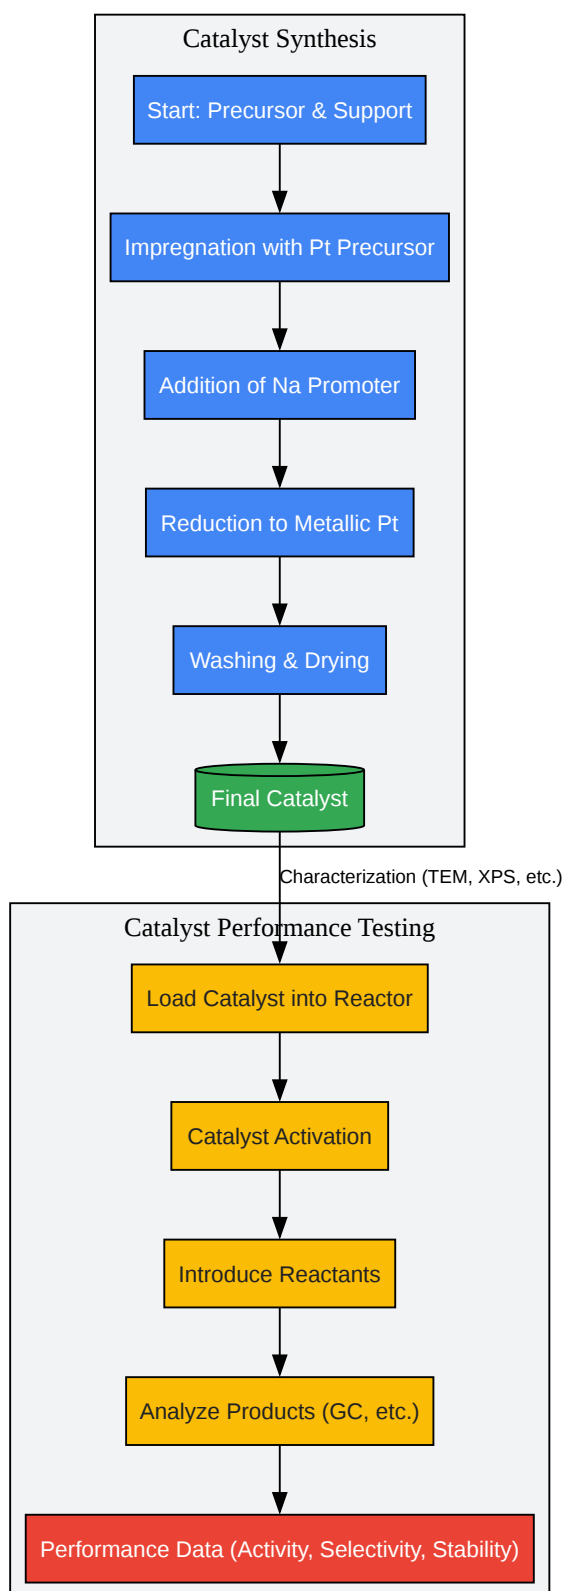 Catalyst Synthesis
Start: Precursor & Support
Impregnation with Pt Precursor
Addition of Na Promoter
Reduction to Metallic Pt
Washing & Drying
Final Catalyst
Characterization (TEM, XPS, etc.)
Catalyst Performance Testing
Load Catalyst into Reactor
Catalyst Activation
Introduce Reactants
Analyze Products (GC, etc.)
Performance Data (Activity, Selectivity, Stability)